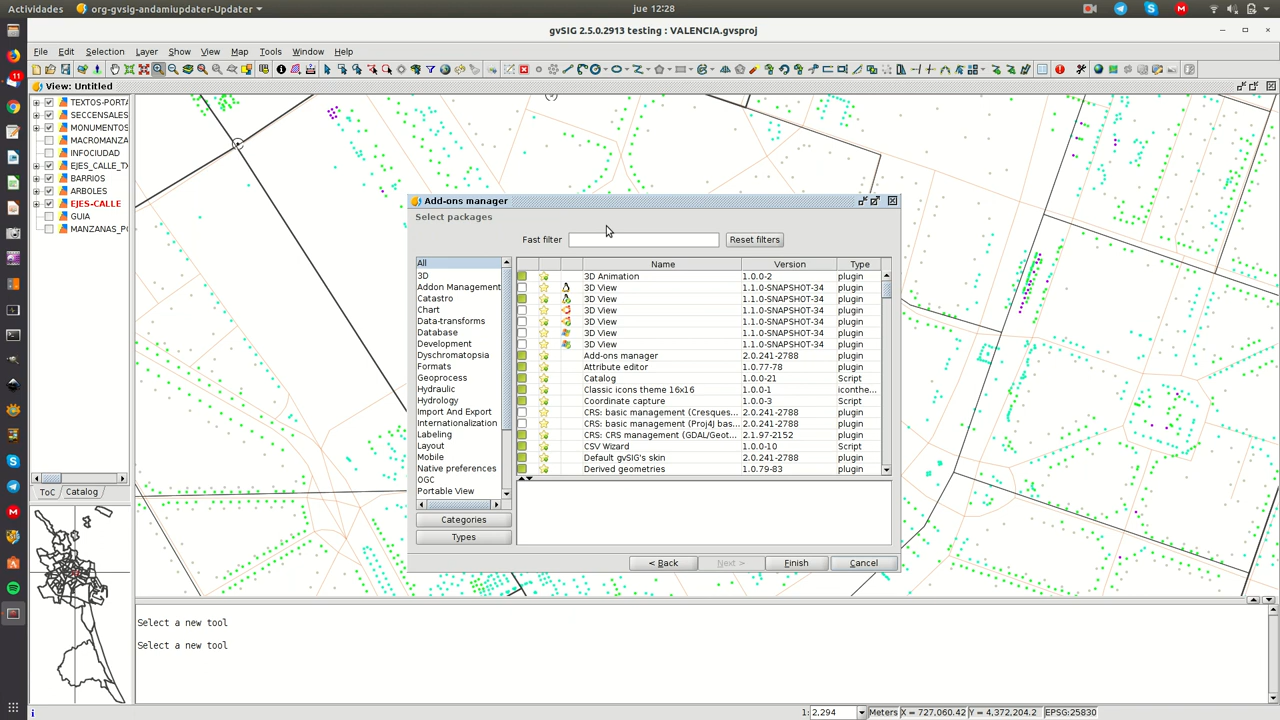 Actividades
org-gvsig-andamiupdater-Updater
jue 12:28
gvSIG 2.5.0.2913 testing : VALENCIA.gvsproj
File Edit Selection Layer Show View Map Tools Window Help
View: Untitled
TEXTOS-PORTA
SECCENSALES
MONUMENTOS
MACROMANZA
INFOCIUDAD
EJES_CALLE_TX
BARRIOS
ARBOLES
EJES-CALLE
GUIA
MANZANAS_P
ToC Catalog
Add-ons manager
Select packages
Fast filter
Reset filters
All
3D
Addon Management
Catastro
Chart
Data-transforms
Database
Development
Dyschromatopsia
Formats
Geoprocess
Hydraulic
Hydrology
Import And Export
Internationalization
Labeling
Layout
Mobile
Native preferences
OGC
Portable View
Categories
Types
Name Version Type
3D Animation 1.0.0-2 plugin
3D View 1.1.0-SNAPSHOT-34 plugin
3D View 1.1.0-SNAPSHOT-34 plugin
3D View 1.1.0-SNAPSHOT-34 plugin
3D View 1.1.0-SNAPSHOT-34 plugin
3D View 1.1.0-SNAPSHOT-34 plugin
3D View 1.1.0-SNAPSHOT-34 plugin
Add-ons manager 2.0.241-2788 plugin
Attribute editor 1.0.77-78 plugin
Catalog 1.0.0-21 Script
Classic icons theme 16x16 1.0.0-1 iconthe...
Coordinate capture 1.0.0-3 Script
CRS: basic management (Cresques... 2.0.241-2788 plugin
CRS: basic management (Proj4J bas... 2.0.241-2788 plugin
CRS: CRS management (GDAL/Geot... 2.1.97-2152 plugin
CSV Wizard 1.0.0-10 Script
Default gvSIG's skin 2.0.241-2788 plugin
Derived geometries 1.0.79-83 plugin
< Back Next > Finish Cancel
Select a new tool
Select a new tool
1: 2,294 Meters X = 727,060.42 Y = 4,372,204.2 EPSG:25830